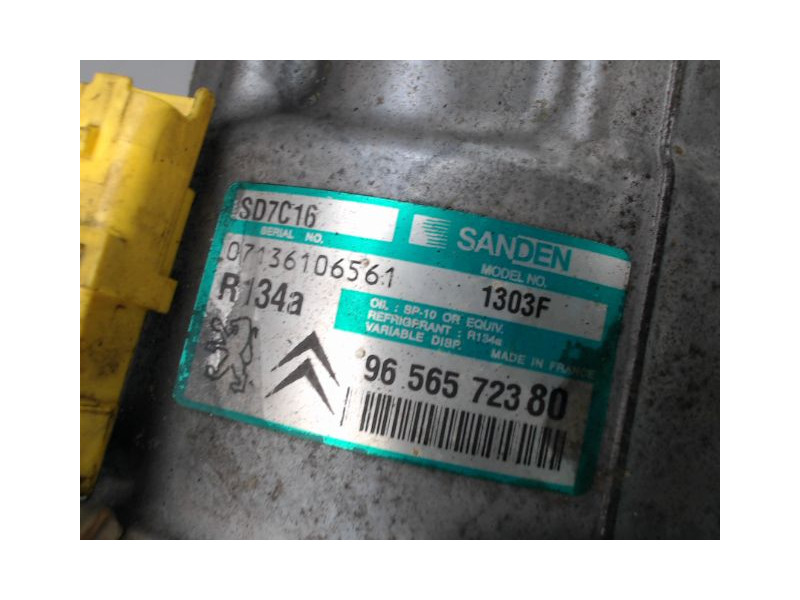 SD7C16
SANDEN
SERIAL NO.
MODEL NO.
07136106561
1303F
R134a
OIL : SP-10 OR EQUIV.
REFRIGERANT : R134a
VARIABLE DISP.
MADE IN FRANCE
96 565 723 80